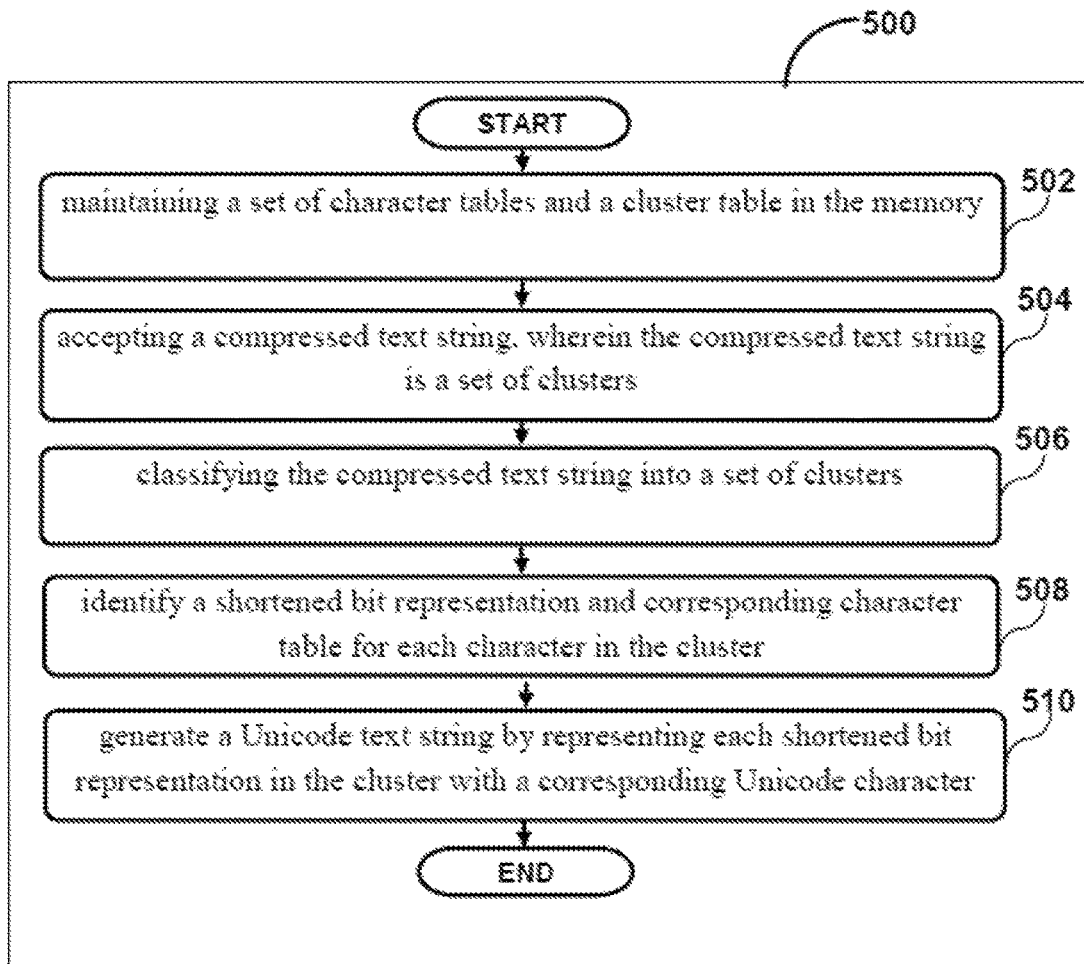 500
START
maintaining a set of character tables and a cluster table in the memory
502
accepting a compressed text string, wherein the compressed text string
is a set of clusters
504
classifying the compressed text string into a set of clusters
506
identify a shortened bit representation and corresponding character
table for each character in the cluster
508
generate a Unicode text string by representing each shortened bit
representation in the cluster with a corresponding Unicode character
510
END